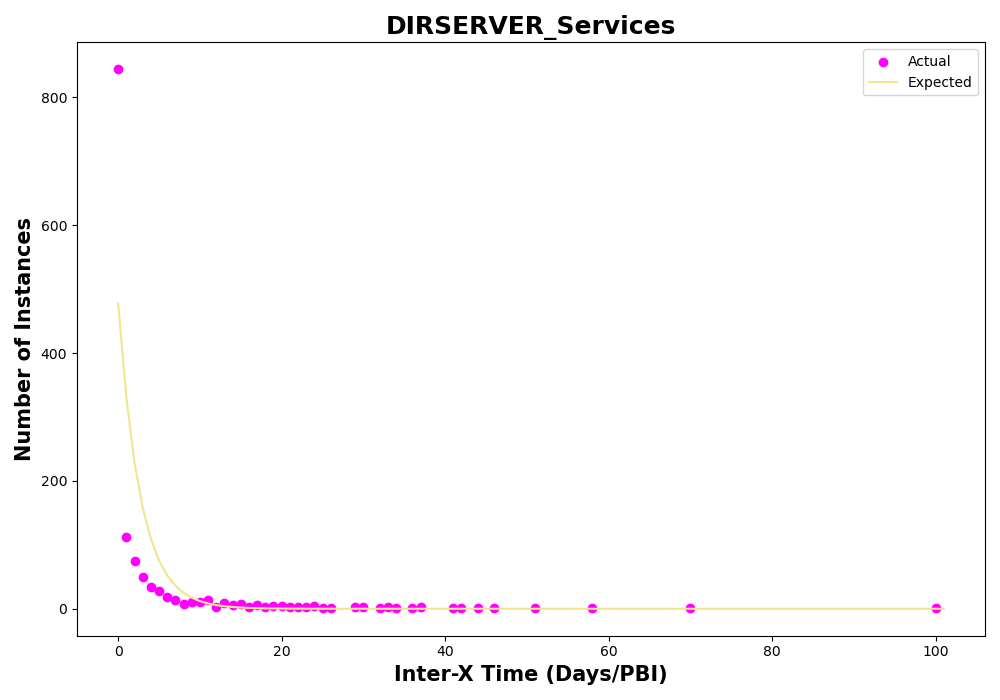 DIRSERVER_Services
Actual
Expected
800
600
400
200
0
Number of Instances
0 20 40 60 80 100
Inter-X Time (Days/PBI)